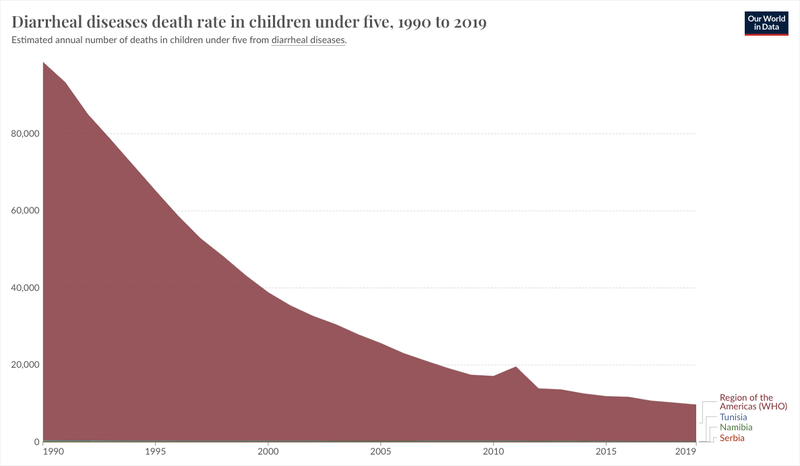 Diarrheal diseases death rate in children under five, 1990 to 2019
Estimated annual number of deaths in children under five from diarrheal diseases.
Our World
in Data
80,000
60,000
40,000
20,000
0
1990
1995
2000
2005
2010
2015
2019
Region of the
Americas (WHO)
Tunisia
Namibia
Serbia